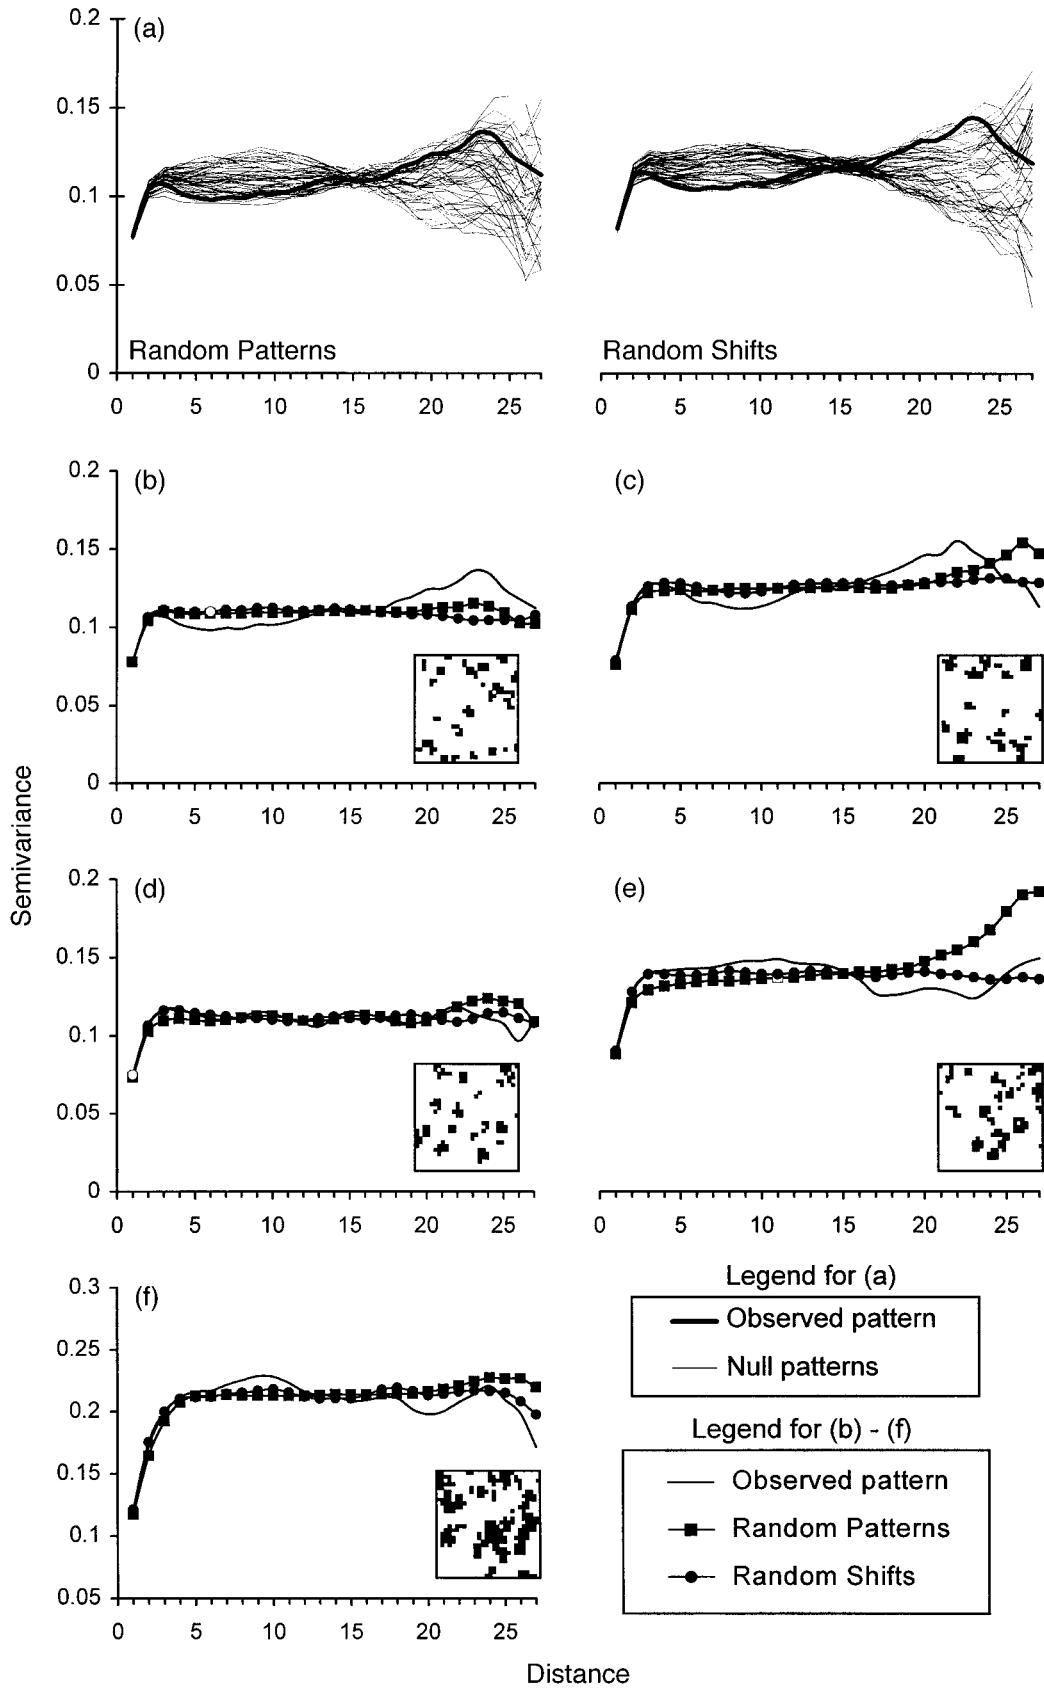 0.2
(a)
0.15
0.1
0.05
Random Patterns
Random Shifts
0
0 5 10 15 20 25
0 5 10 15 20 25
0.2
(b)
(c)
0.15
0.1
0.05
0
0 5 10 15 20 25
0 5 10 15 20 25
Semivariance
0.2
(d)
(e)
0.15
0.1
0.05
0
0 5 10 15 20 25
0 5 10 15 20 25
0.3
(f)
0.25
0.2
0.15
0.1
0.05
0 5 10 15 20 25
Legend for (a)
Observed pattern
Null patterns
Legend for (b) - (f)
Observed pattern
Random Patterns
Random Shifts
Distance